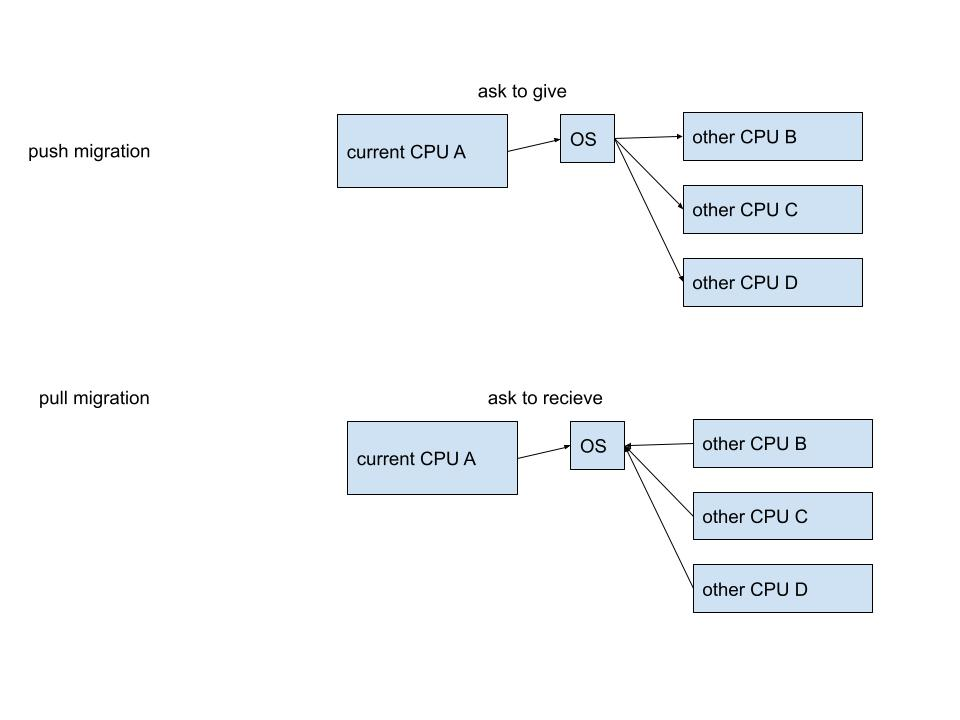 ask to give
push migration
current CPU A
OS
other CPU B
other CPU C
other CPU D
pull migration
ask to recieve
current CPU A
OS
other CPU B
other CPU C
other CPU D